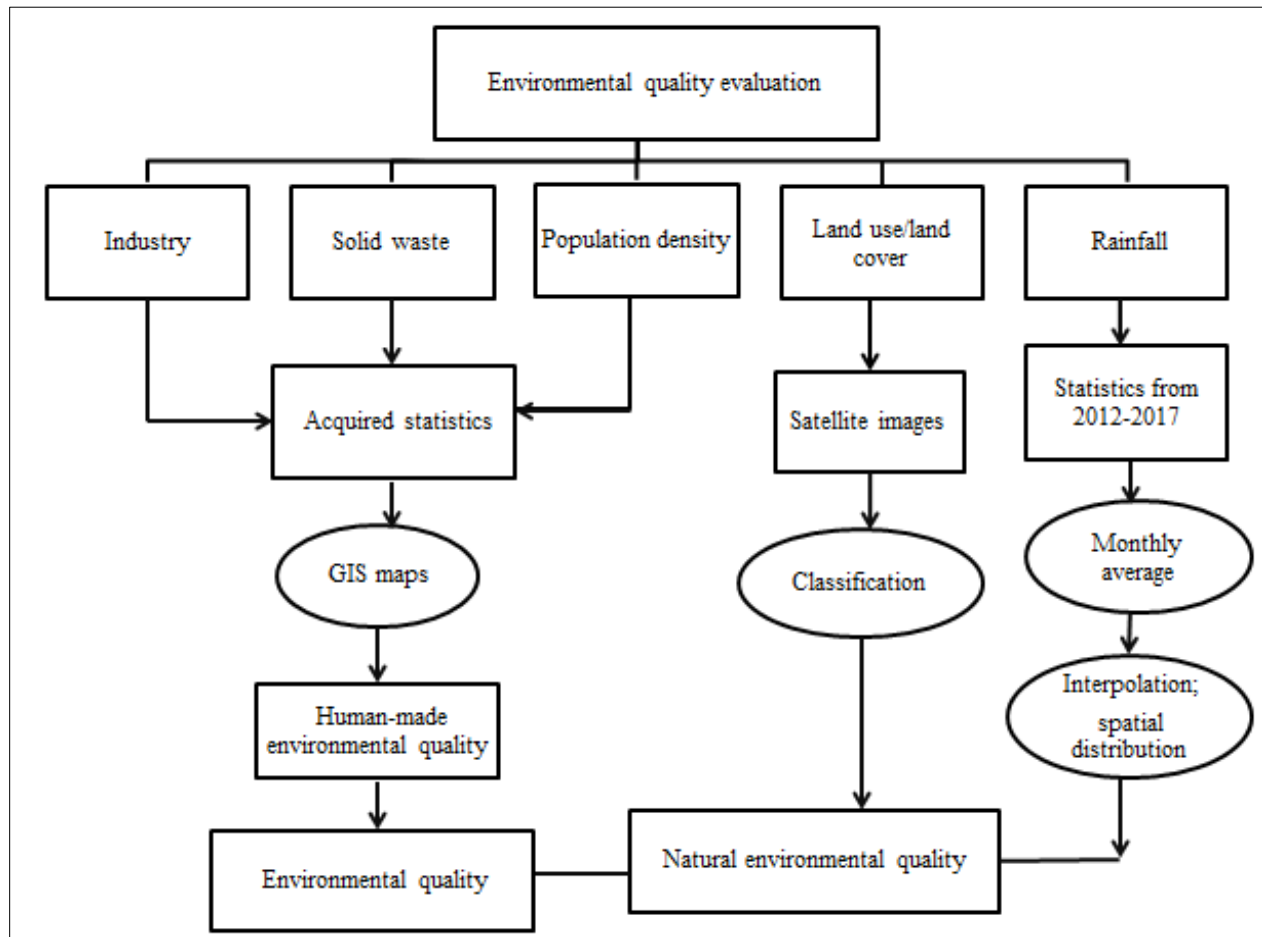 Environmental quality evaluation
Industry
Solid waste
Population density
Land use/land
cover
Rainfall
Acquired statistics
Satellite images
Statistics from
2012-2017
GIS maps
Classification
Monthly
average
Human-made
environmental quality
Interpolation;
spatial
distribution
Environmental quality
Natural environmental quality